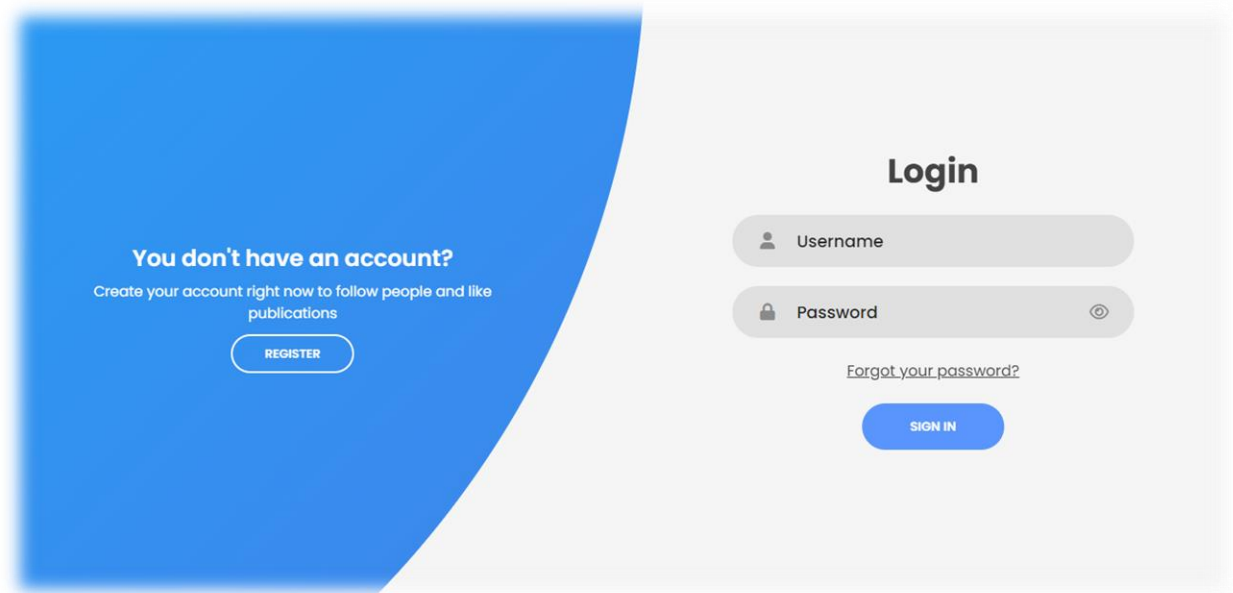 You don't have an account?
Create your account right now to follow people and like
publications
REGISTER
Login
Username
Password
Forgot your password?
SIGN IN